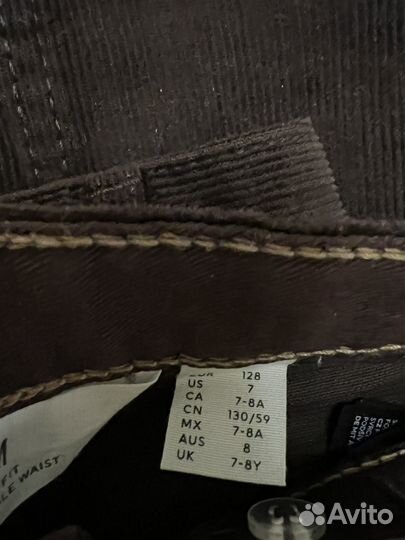 EUR 128
US 7
CA 7-8A
CN 130/59
MX 7-8A
AUS 8
UK 7-8Y
FIT
LE WAIST
Avito